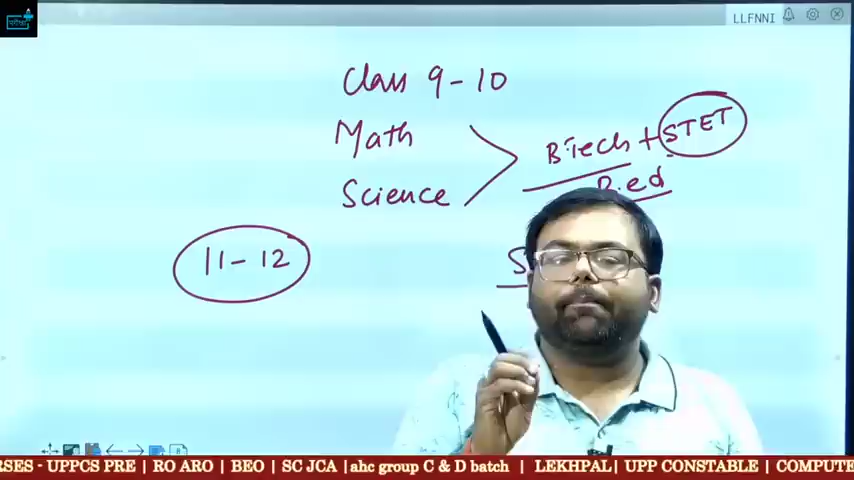 LLFNNI
Class 9-10
Math
Science
B.Tech + STET
B.ed
11-12
S
RSES - UPPCS PRE | RO ARO | BEO | SC JCA |ahc group C & D batch | LEKHPAL| UPP CONSTABLE | COMPUTE